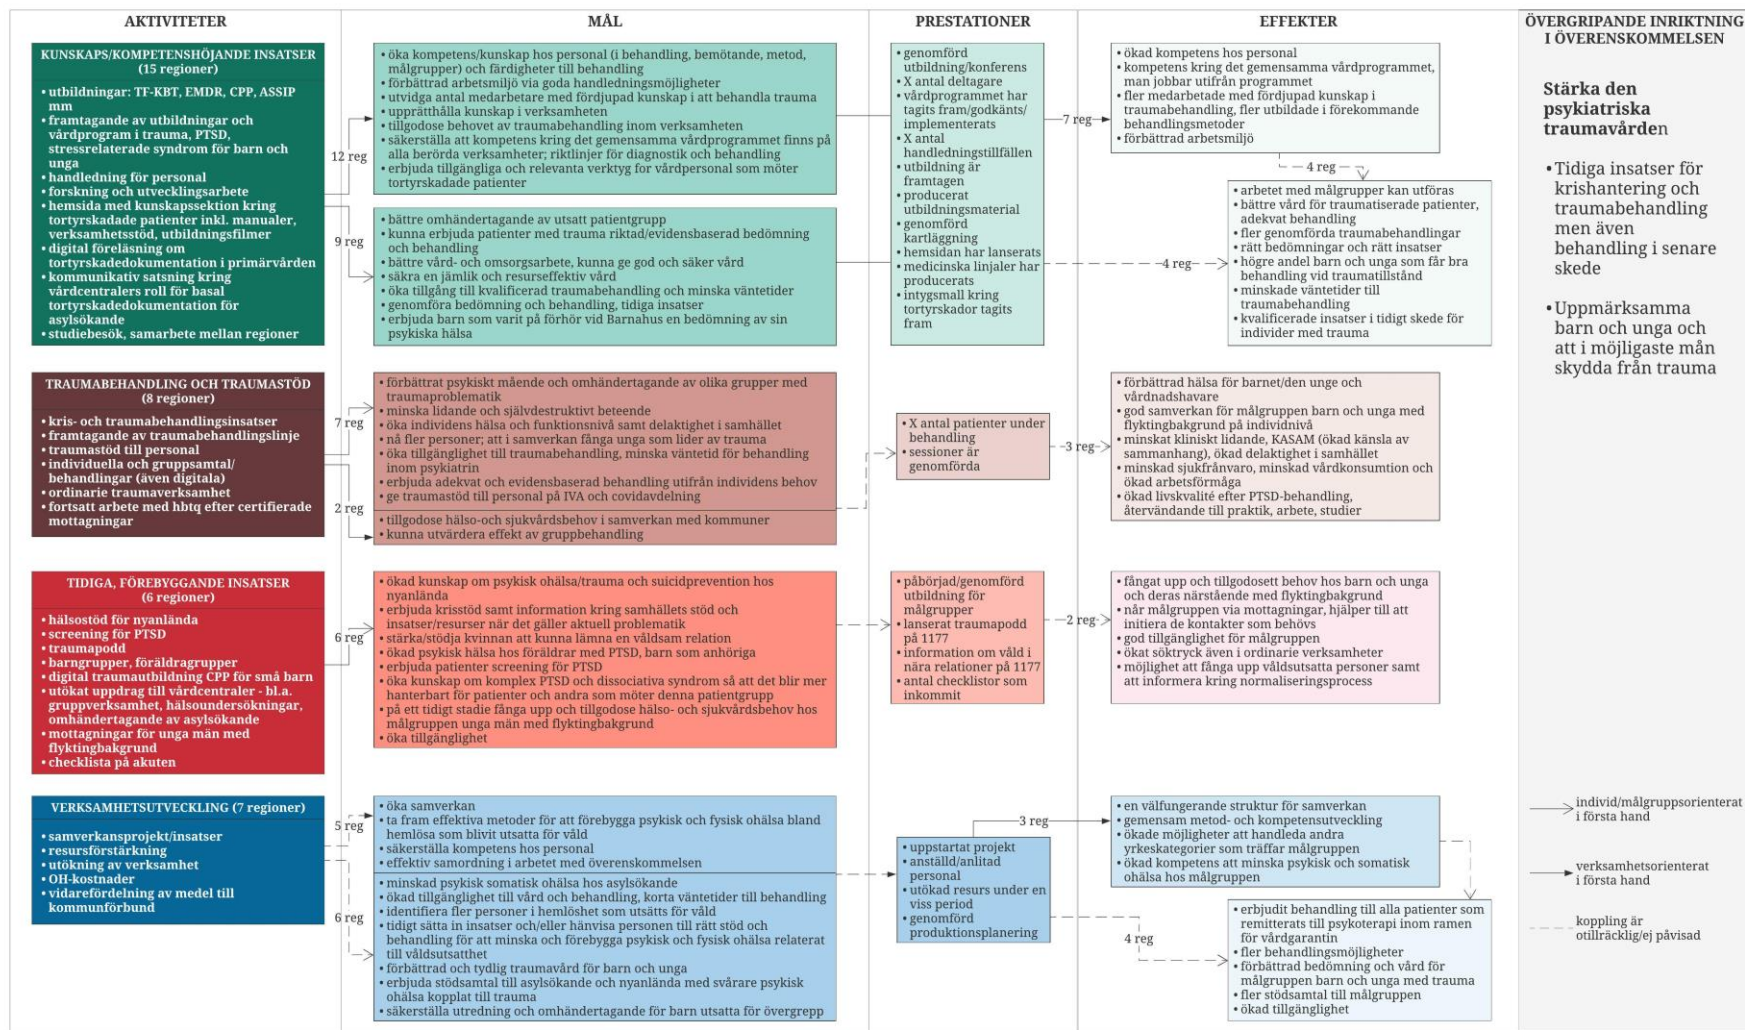 AKTIVITETER
MÅL
PRESTATIONER
EFFEKTER
ÖVERGRIPANDE INRIKTNING
I ÖVERENSKOMMELSEN
KUNSKAPS/KOMPETENSHÖJANDE INSATSER
(15 regioner)
• utbildningar: TF-KBT, EMDR, CPP, ASSIP
mm
• framtagande av utbildningar och
vårdprogram i trauma, PTSD,
stressrelaterade syndrom för barn och
unga
• handledning för personal
• forskning och utvecklingsarbete
• hemsida med kunskapssektion kring
tortyrskadade patienter inkl. manualer,
verksamhetsstöd, utbildningsfilmer
• digital föreläsning om
tortyrskadedokumentation i primärvården
• kommunikativ satsning kring
vårdcentralers roll för basal
tortyrskadedokumentation för
asylsökande
• studiebesök, samarbete mellan regioner
12 reg
9 reg
• öka kompetens/kunskap hos personal (i behandling, bemötande, metod,
målgrupper) och färdigheter till behandling
• förbättrad arbetsmiljö via goda handledningsmöjligheter
• utvidga antal medarbetare med fördjupad kunskap i att behandla trauma
• upprätthålla kunskap i verksamheten
• tillgodose behovet av traumabehandling inom verksamheten
• säkerställa att kompetens kring det gemensamma vårdprogrammet finns på
alla berörda verksamheter; riktlinjer för diagnostik och behandling
• erbjuda tillgängliga och relevanta verktyg for vårdpersonal som möter
tortyrskadade patienter
• bättre omhändertagande av utsatt patientgrupp
• kunna erbjuda patienter med trauma riktad/evidensbaserad bedömning
och behandling
• bättre vård- och omsorgsarbete, kunna ge god och säker vård
• säkra en jämlik och resurseffektiv vård
• öka tillgång till kvalificerad traumabehandling och minska väntetider
• genomföra bedömning och behandling, tidiga insatser
• erbjuda barn som varit på förhör vid Barnahus en bedömning av sin
psykiska hälsa
• genomförd
utbildning/konferens
• X antal deltagare
• vårdprogrammet har
tagits fram/godkänts/
implementerats
• X antal
handledningstillfällen
• utbildning är
framtagen
• producerat
utbildningsmaterial
• genomförd
kartläggning
• hemsidan har lanserats
• medicinska linjaler har
producerats
• intygsmall kring
tortyrskador tagits
fram
7 reg
4 reg
4 reg
• ökad kompetens hos personal
• kompetens kring det gemensamma vårdprogrammet,
man jobbar utifrån programmet
• fler medarbetade med fördjupad kunskap i
traumabehandling, fler utbildade i förekommande
behandlingsmetoder
• förbättrad arbetsmiljö
• arbetet med målgrupper kan utföras
• bättre vård för traumatiserade patienter,
adekvat behandling
• fler genomförda traumabehandlingar
• rätt bedömningar och rätt insatser
• högre andel barn och unga som får bra
behandling vid traumatillstånd
• minskade väntetider till
traumabehandling
• kvalificerade insatser i tidigt skede för
individer med trauma
Stärka den
psykiatriska
traumavården
• Tidiga insatser för
krishantering och
traumabehandling
men även
behandling i senare
skede
• Uppmärksamma
barn och unga och
att i möjligaste mån
skydda från trauma
TRAUMABEHANDLING OCH TRAUMASTÖD
(8 regioner)
• kris- och traumabehandlingsinsatser
• framtagande av traumabehandlingslinje
• traumastöd till personal
• individuella och gruppsamtal/
behandlingar (även digitala)
• ordinarie traumaverksamhet
• fortsatt arbete med hbtq efter certifierade
mottagningar
7 reg
2 reg
• förbättrat psykiskt mående och omhändertagande av olika grupper med
traumaproblematik
• minska lidande och självdestruktivt beteende
• öka individens hälsa och funktionsnivå samt delaktighet i samhället
• nå fler personer; att i samverkan fånga unga som lider av trauma
• öka tillgänglighet till traumabehandling, minska väntetid för behandling
inom psykiatrin
• erbjuda adekvat och evidensbaserad behandling utifrån individens behov
• ge traumastöd till personal på IVA och covidavdelning
• tillgodose hälso-och sjukvårdsbehov i samverkan med kommuner
• kunna utvärdera effekt av gruppbehandling
• X antal patienter under
behandling
• sessioner är
genomförda
3 reg
• förbättrad hälsa för barnet/den unge och
vårdnadshavare
• god samverkan för målgruppen barn och unga med
flyktingbakgrund på individnivå
• minskat kliniskt lidande, KASAM (ökad känsla av
sammanhang), ökad delaktighet i samhället
• minskad sjukfrånvaro, minskad vårdkonsumtion och
ökad arbetsförmåga
• ökad livskvalité efter PTSD-behandling,
återvändande till praktik, arbete, studier
TIDIGA, FÖREBYGGANDE INSATSER
(6 regioner)
• hälsostöd för nyanlända
• screening för PTSD
• traumapodd
• barngrupper, föräldragrupper
• digital traumautbildning CPP för små barn
• utökat uppdrag till vårdcentraler - bl.a.
gruppverksamhet, hälsoundersökningar,
omhändertagande av asylsökande
• mottagningar för unga män med
flyktingbakgrund
• checklista på akuten
6 reg
• ökad kunskap om psykisk ohälsa/trauma och suicidprevention hos
nyanlända
• erbjuda krisstöd samt information kring samhällets stöd och
insatser/resurser när det gäller aktuell problematik
• stärka/stödja kvinnan att kunna lämna en våldsam relation
• ökad psykisk hälsa hos föräldrar med PTSD, barn som anhöriga
• erbjuda patienter screening för PTSD
• öka kunskap om komplex PTSD och dissociativa syndrom så att det blir mer
hanterbart för patienter och andra som möter denna patientgrupp
• på ett tidigt stadie fånga upp och tillgodose hälso- och sjukvårdsbehov hos
målgruppen unga män med flyktingbakgrund
• öka tillgänglighet
• påbörjad/genomförd
utbildning för
målgrupper
• lanserat traumapodd
på 1177
• information om våld i
nära relationer på 1177
• antal checklistor som
inkommit
2 reg
• fångat upp och tillgodosett behov hos barn och unga
och deras närstående med flyktingbakgrund
• når målgruppen via mottagningar, hjälper till att
initiera de kontakter som behövs
• god tillgänglighet för målgruppen
• ökat söktryck även i ordinarie verksamheter
• möjlighet att fånga upp våldsutsatta personer samt
att informera kring normaliseringsprocess
VERKSAMHETSUTVECKLING (7 regioner)
• samverkansprojekt/insatser
• resursförstärkning
• utökning av verksamhet
• OH-kostnader
• vidarefördelning av medel till
kommunförbund
5 reg
6 reg
• öka samverkan
• ta fram effektiva metoder för att förebygga psykisk och fysisk ohälsa bland
hemlösa som blivit utsatta för våld
• säkerställa kompetens hos personal
• effektiv samordning i arbetet med överenskommelsen
• minskad psykisk somatisk ohälsa hos asylsökande
• ökad tillgänglighet till vård och behandling, korta väntetider till behandling
• identifiera fler personer i hemlöshet som utsätts för våld
• tidigt sätta in insatser och/eller hänvisa personen till rätt stöd och
behandling för att minska och förebygga psykisk och fysisk ohälsa relaterat
till våldsutsatthet
• förbättrad och tydlig traumavård för barn och unga
• erbjuda stödsamtal till asylsökande och nyanlända med svårare psykisk
ohälsa kopplat till trauma
• säkerställa utredning och omhändertagande för barn utsatta för övergrepp
• uppstartat projekt
• anställd/anlitad
personal
• utökad resurs under en
viss period
• genomförd
produktionsplanering
3 reg
4 reg
• en välfungerande struktur för samverkan
• gemensam metod- och kompetensutveckling
• ökade möjligheter att handleda andra
yrkeskategorier som träffar målgruppen
• ökad kompetens att minska psykisk och somatisk
ohälsa hos målgruppen
• erbjudit behandling till alla patienter som
remitterats till psykoterapi inom ramen
för vårdgarantin
• fler behandlingsmöjligheter
• förbättrad bedömning och vård för
målgruppen barn och unga med trauma
• fler stödsamtal till målgruppen
• ökad tillgänglighet
individ/målgruppsorienterat
i första hand
verksamhetsorienterat
i första hand
koppling är
otillräcklig/ej påvisad